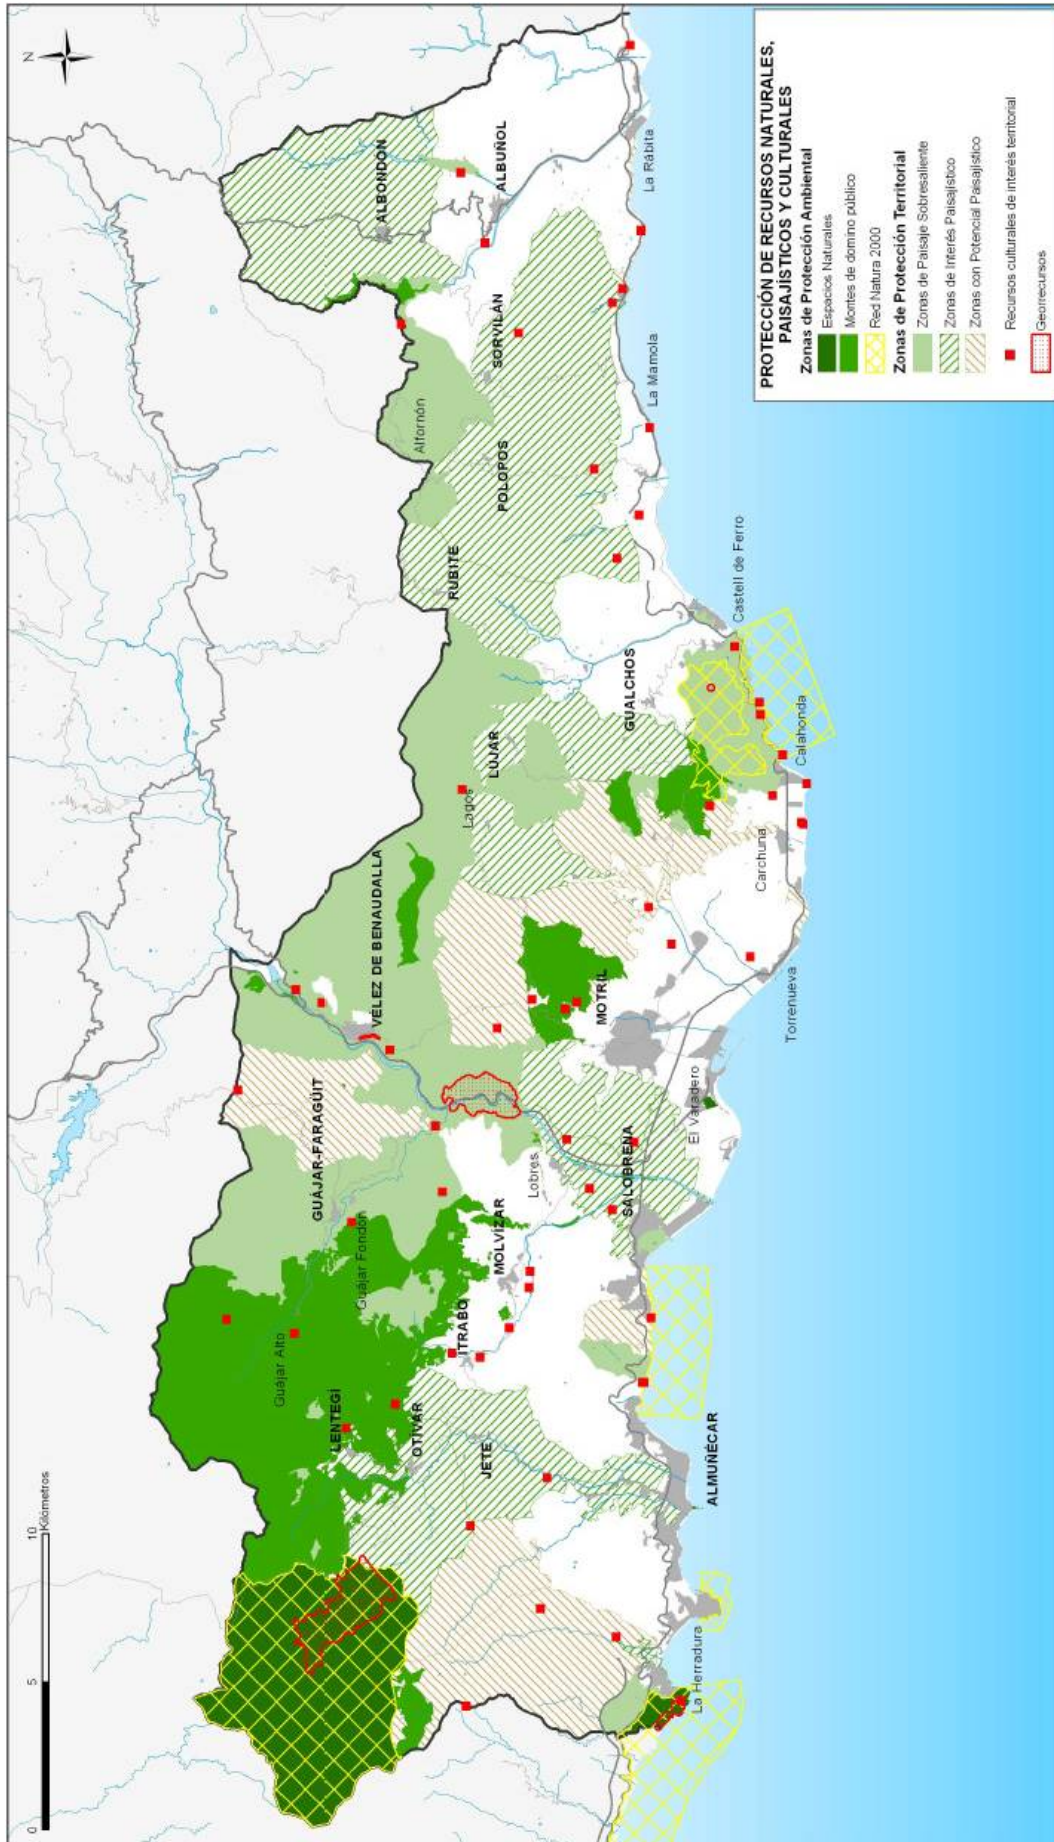 PROTECCIÓN DE RECURSOS NATURALES,
PAISAJÍSTICOS Y CULTURALES
Zonas de Protección Ambiental
Espacios Naturales
Montes de domino público
Red Natura 2000
Zonas de Protección Territorial
Zonas de Paisaje Sobresaliente
Zonas de Interés Paisajístico
Zonas con Potencial Paisajístico
Recursos culturales de interés territorial
Georrecursos
0
5
10
Kilómetros
N
LENTEGÍ
OTÍVAR
JETE
ALMUÑÉCAR
La Herradura
Guájar Alto
Guájar Fondón
GUÁJAR-FARAGÜIT
ITRABO
MOLVÍZAR
Lobres
SALOBREÑA
El Varadero
VÉLEZ DE BENAUDALLA
MOTRIL
Torrenueva
Carchuna
Calahonda
Lagos
LUJAR
GUALCHOS
Castell de Ferro
RUBITE
POLOPOS
Alfornón
SORVILÁN
La Mamola
ALBONDON
ALBUÑOL
La Rábita